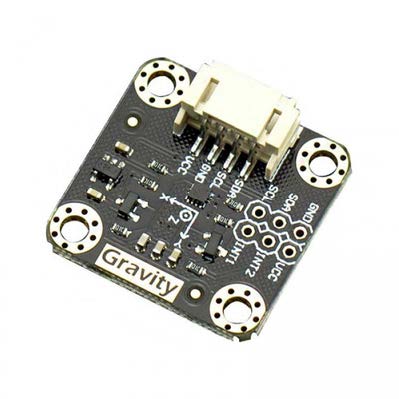 VCC
GND
SCL
SDA
SCL
SDA
GND
INT1
INT2
VCC
X
Z
Y
Gravity